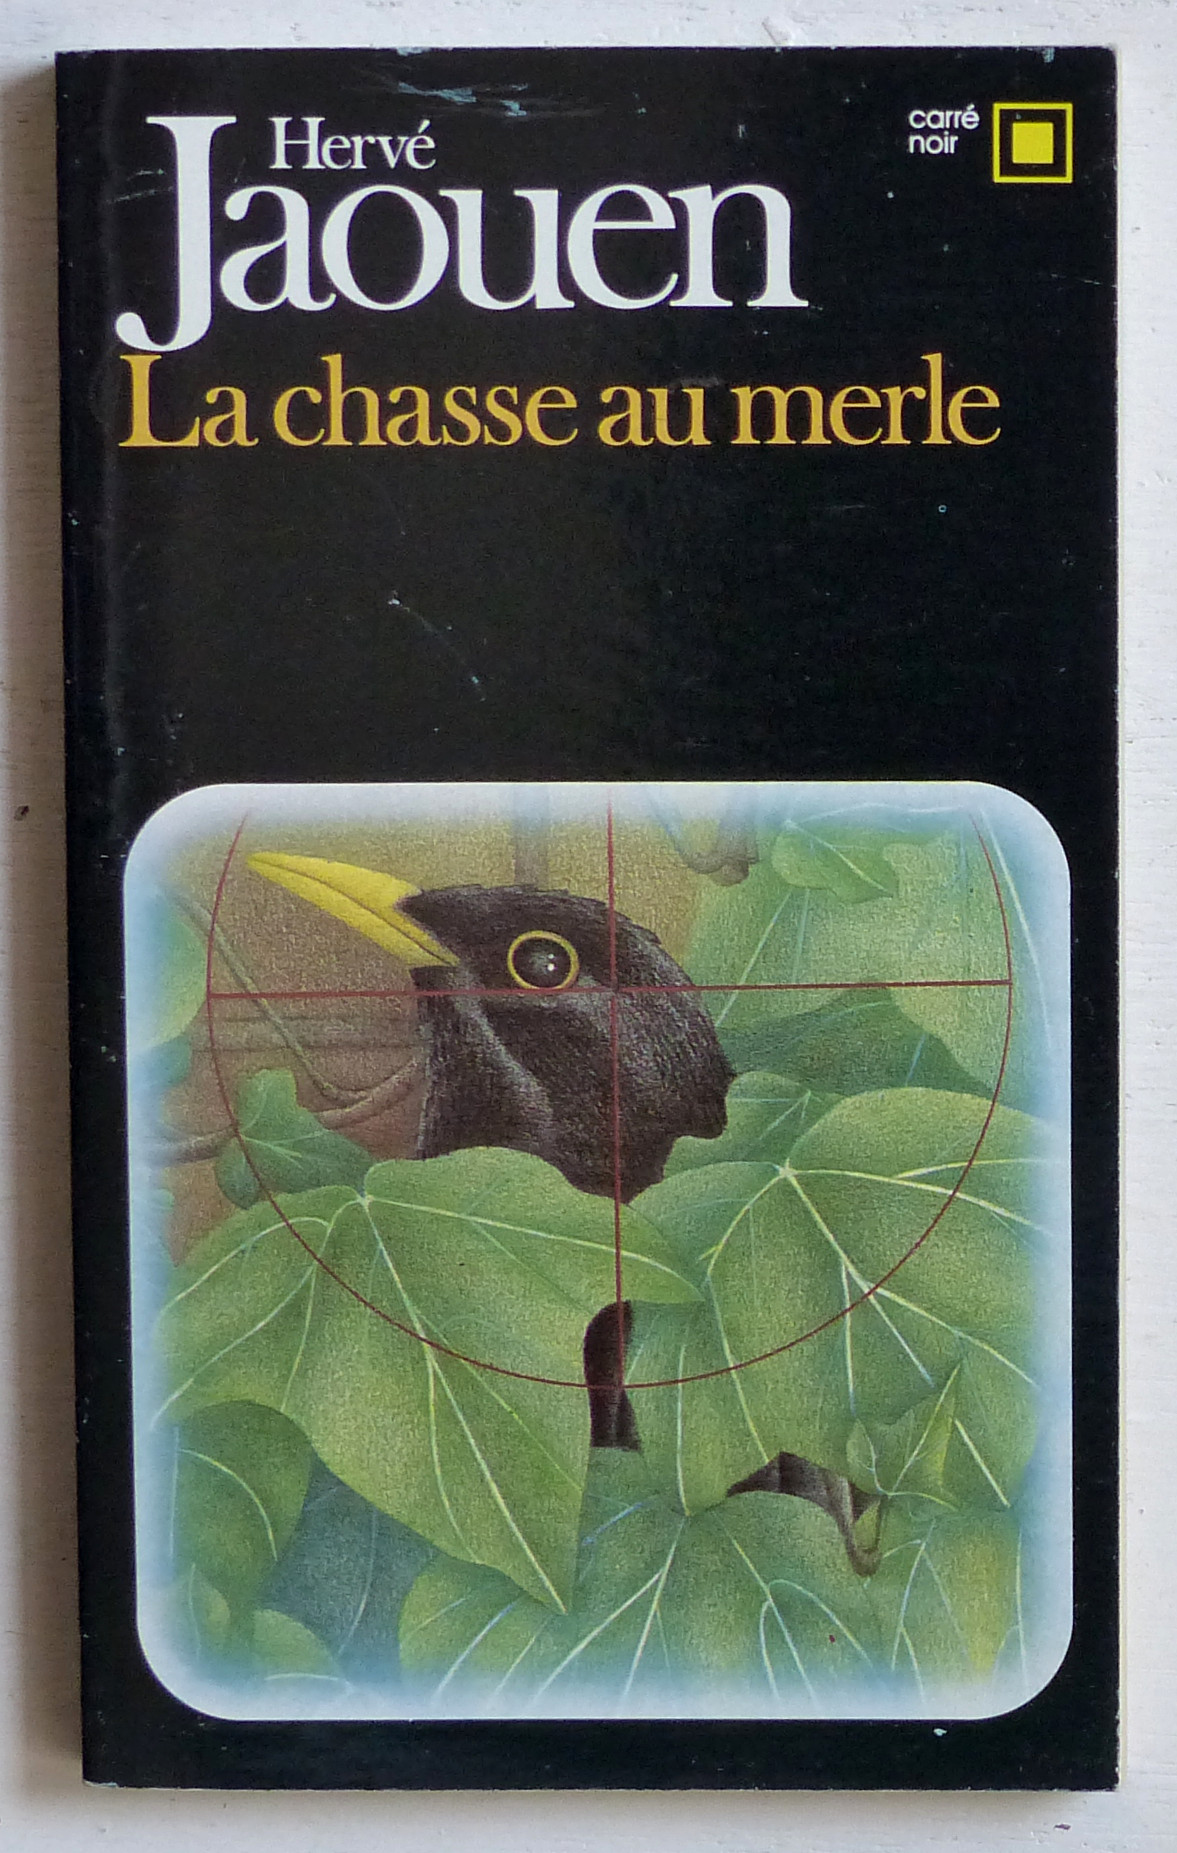 Hervé
Jaouen
carré
noir
La chasse au merle